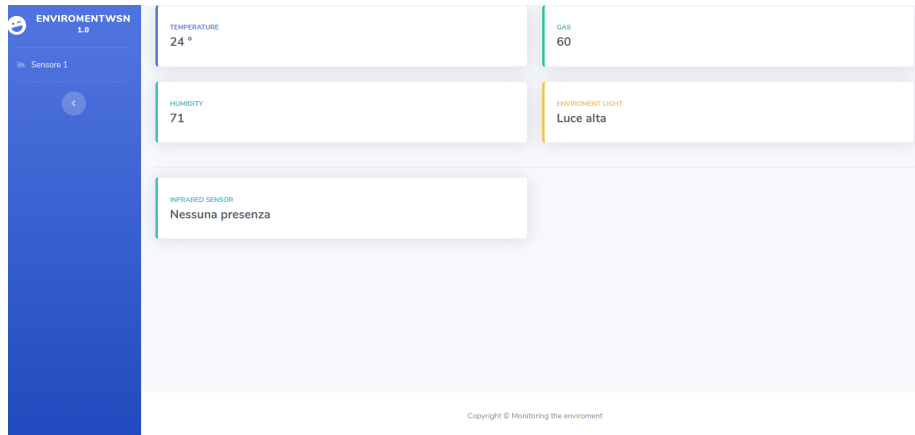 ENVIROMENTWSN
1.0
Sensore 1
TEMPERATURE
24 °
GAS
60
HUMIDITY
71
ENVIROMENT LIGHT
Luce alta
INFRARED SENSOR
Nessuna presenza
Copyright © Monitoring the enviroment